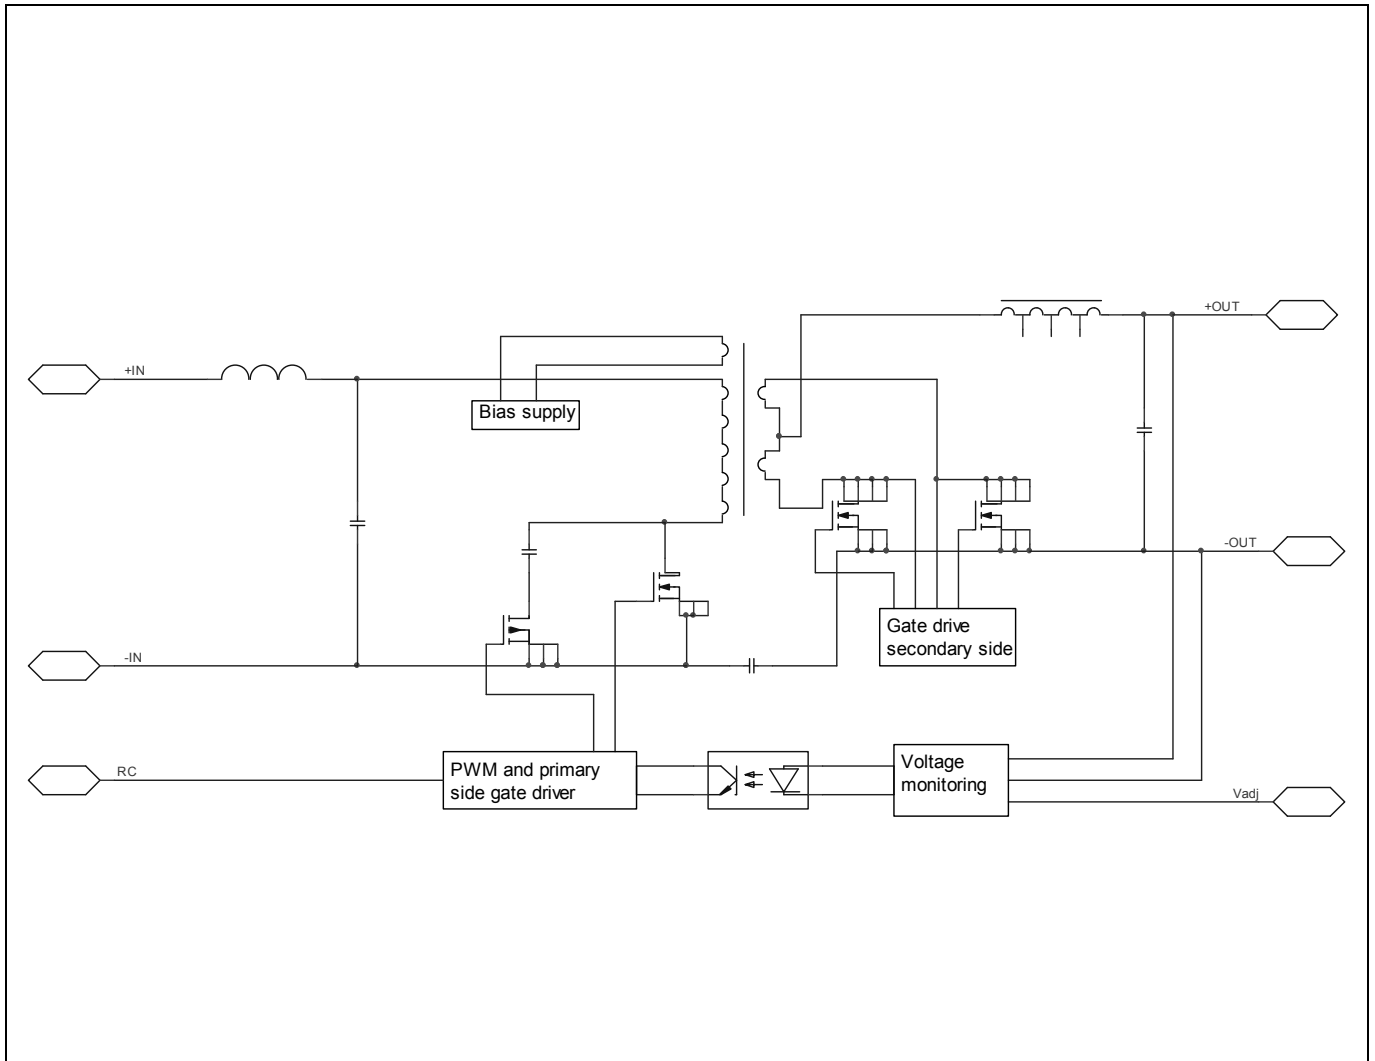 +OUT
+IN
Bias supply
-OUT
Gate drive
secondary side
-IN
RC
PWM and primary
side gate driver
Voltage
monitoring
Vadj